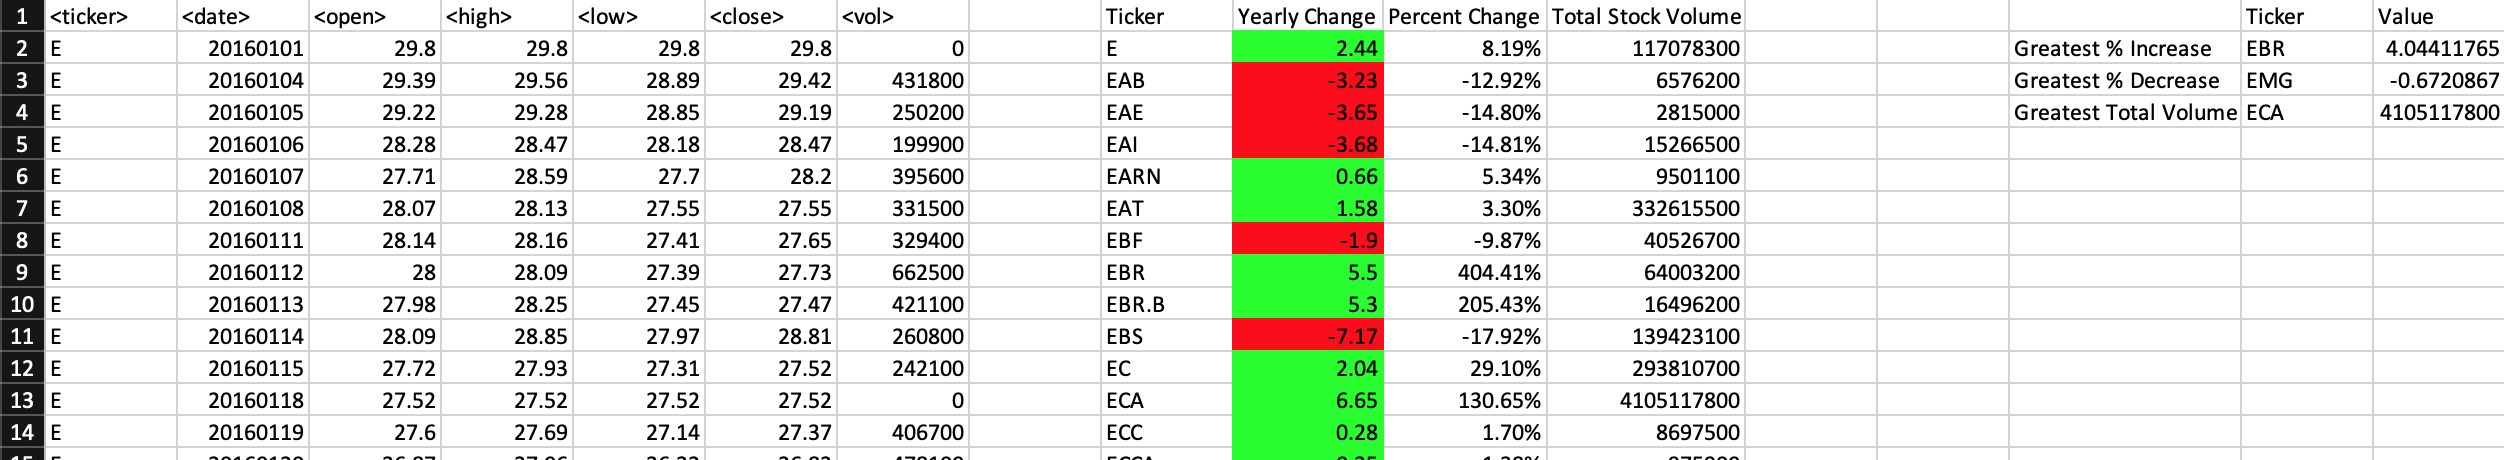 1 <ticker> <date> <open> <high> <low> <close> <vol> Ticker Yearly Change Percent Change Total Stock Volume Ticker Value
2 E 20160101 29.8 29.8 29.8 29.8 0 E 2.44 8.19% 117078300 Greatest % Increase EBR 4.04411765
3 E 20160104 29.39 29.56 28.89 29.42 431800 EAB -3.23 -12.92% 6576200 Greatest % Decrease EMG -0.6720867
4 E 20160105 29.22 29.28 28.85 29.19 250200 EAE -3.65 -14.80% 2815000 Greatest Total Volume ECA 4105117800
5 E 20160106 28.28 28.47 28.18 28.47 199900 EAI -3.68 -14.81% 15266500
6 E 20160107 27.71 28.59 27.7 28.2 395600 EARN 0.66 5.34% 9501100
7 E 20160108 28.07 28.13 27.55 27.55 331500 EAT 1.58 3.30% 332615500
8 E 20160111 28.14 28.16 27.41 27.65 329400 EBF -1.9 -9.87% 40526700
9 E 20160112 28 28.09 27.39 27.73 662500 EBR 5.5 404.41% 64003200
10 E 20160113 27.98 28.25 27.45 27.47 421100 EBR.B 5.3 205.43% 16496200
11 E 20160114 28.09 28.85 27.97 28.81 260800 EBS -7.17 -17.92% 139423100
12 E 20160115 27.72 27.93 27.31 27.52 242100 EC 2.04 29.10% 293810700
13 E 20160118 27.52 27.52 27.52 27.52 0 ECA 6.65 130.65% 4105117800
14 E 20160119 27.6 27.69 27.14 27.37 406700 ECC 0.28 1.70% 8697500